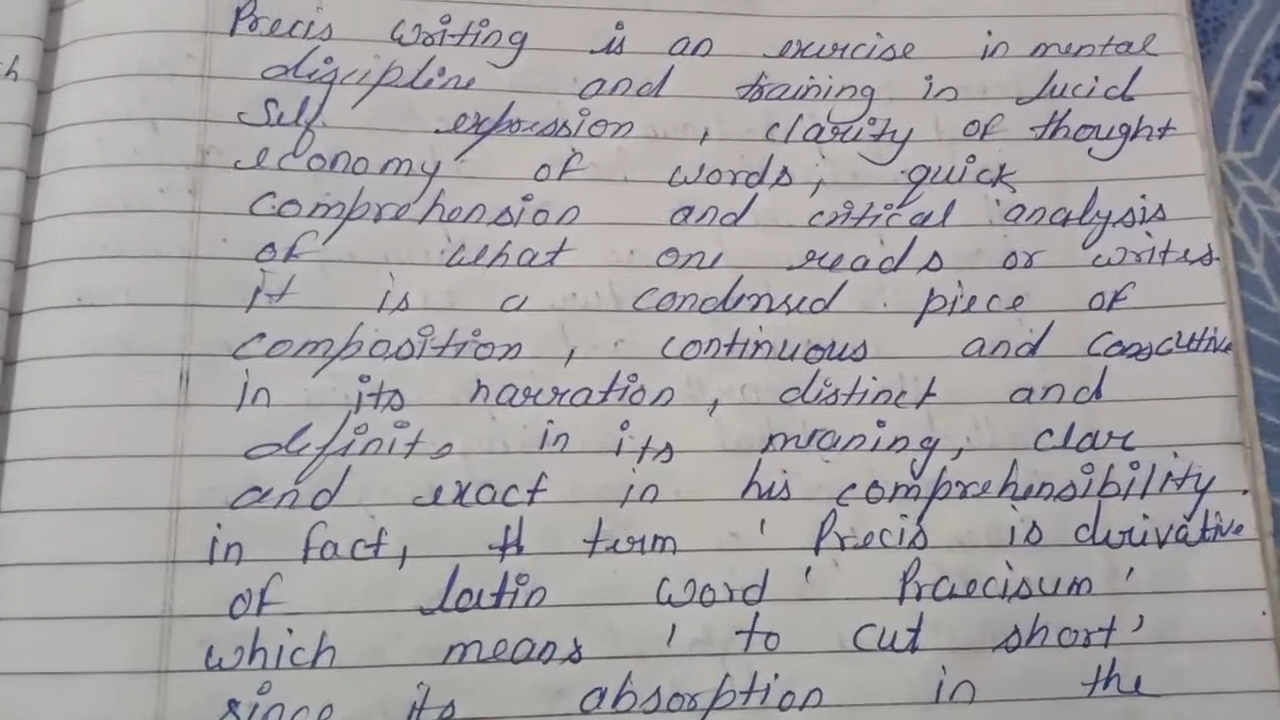 Precis writing is an exercise in mental
discipline and training in lucid
Self expression , clarity of thought
economy of words, quick
comprehension and critical analysis
of what one reads or writes.
it is a condensed piece of
composition , continuous and consecutive
in its narration , distinct and
definite in its meaning, clear
and exact in his comprehensibility .
in fact, term ' Precis is derivative
of latin word ' Praecisum '
which means ' to cut short'
since its absorption in the